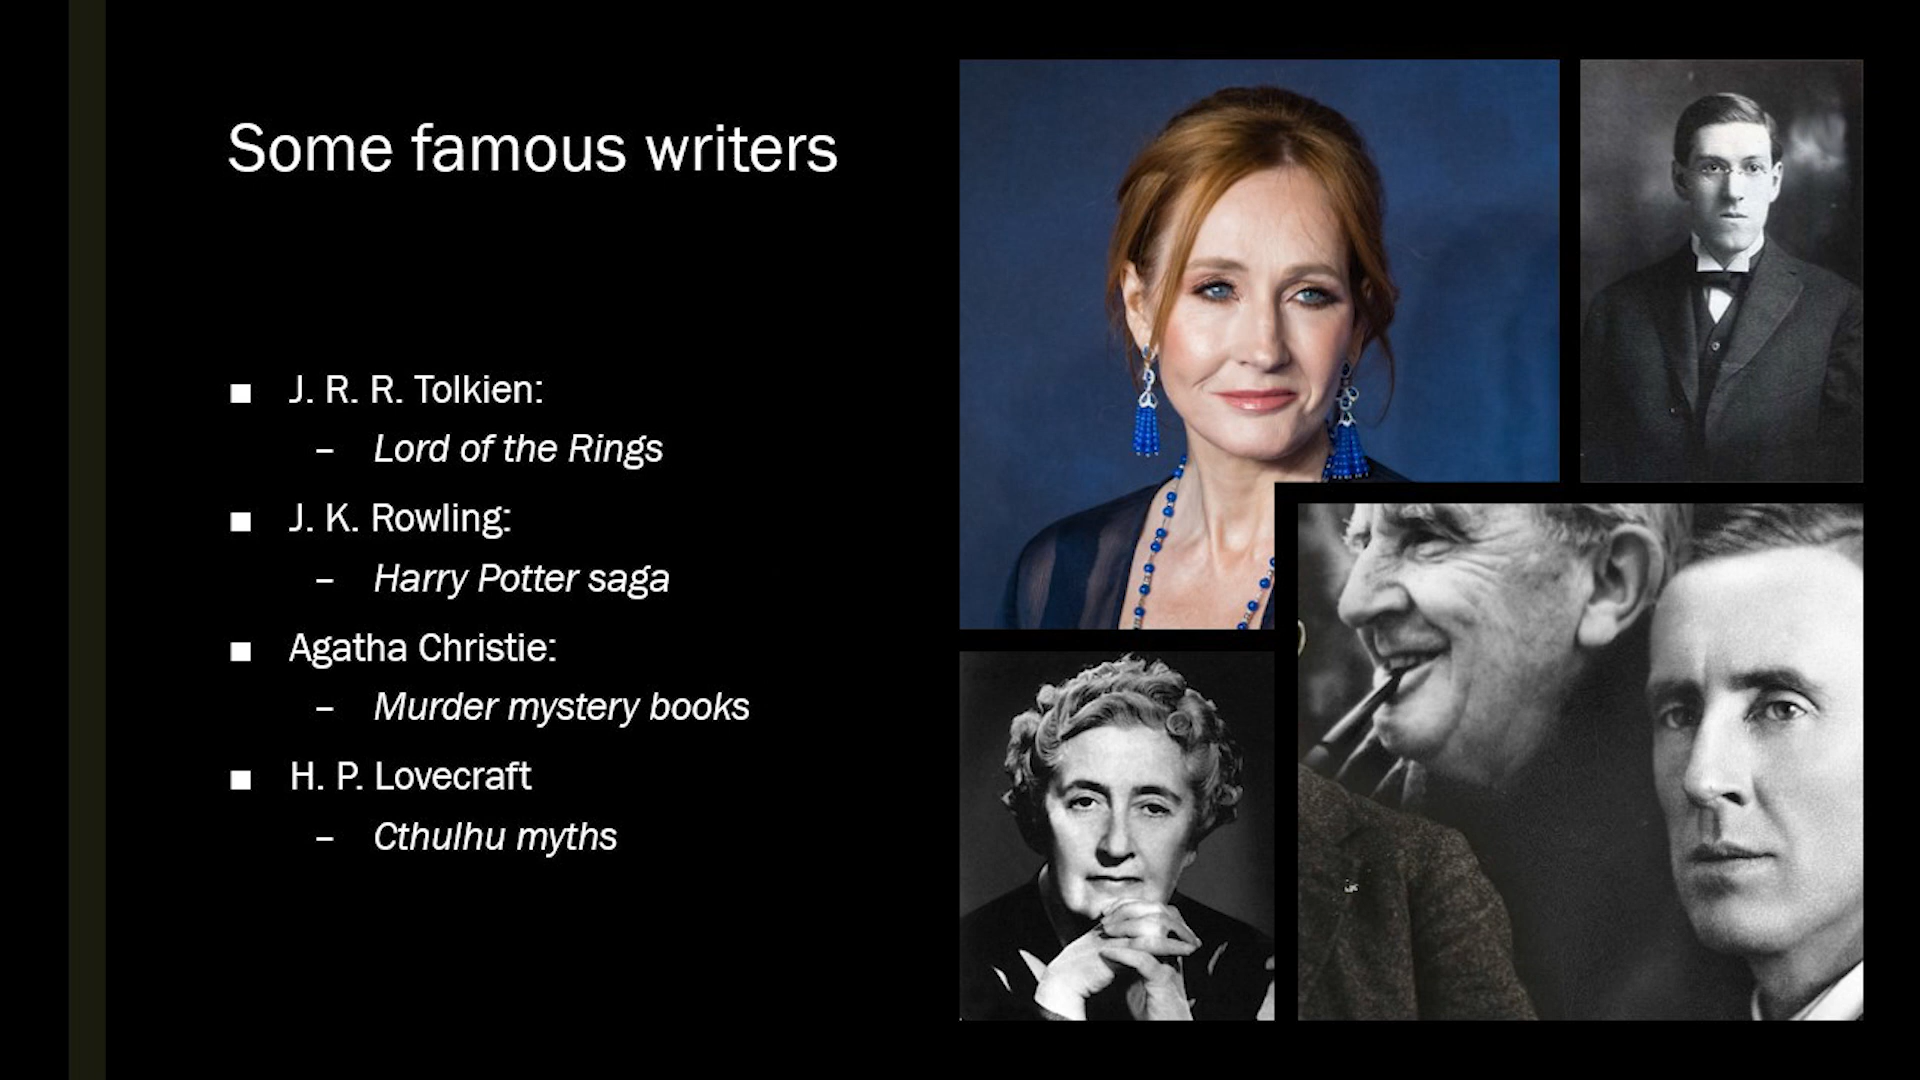 Some famous writers
■ J. R. R. Tolkien:
– Lord of the Rings
■ J. K. Rowling:
– Harry Potter saga
■ Agatha Christie:
– Murder mystery books
■ H. P. Lovecraft
– Cthulhu myths